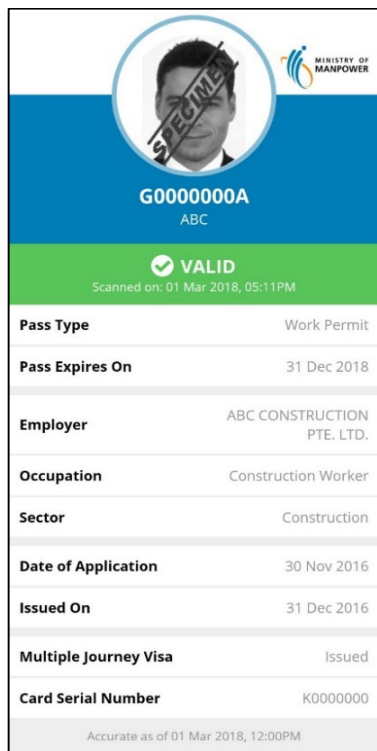 MINISTRY OF
MANPOWER
SPECIMEN
G0000000A
ABC
VALID
Scanned on: 01 Mar 2018, 05:11PM
Pass Type Work Permit
Pass Expires On 31 Dec 2018
Employer ABC CONSTRUCTION
PTE. LTD.
Occupation Construction Worker
Sector Construction
Date of Application 30 Nov 2016
Issued On 31 Dec 2016
Multiple Journey Visa Issued
Card Serial Number K0000000
Accurate as of 01 Mar 2018, 12:00PM